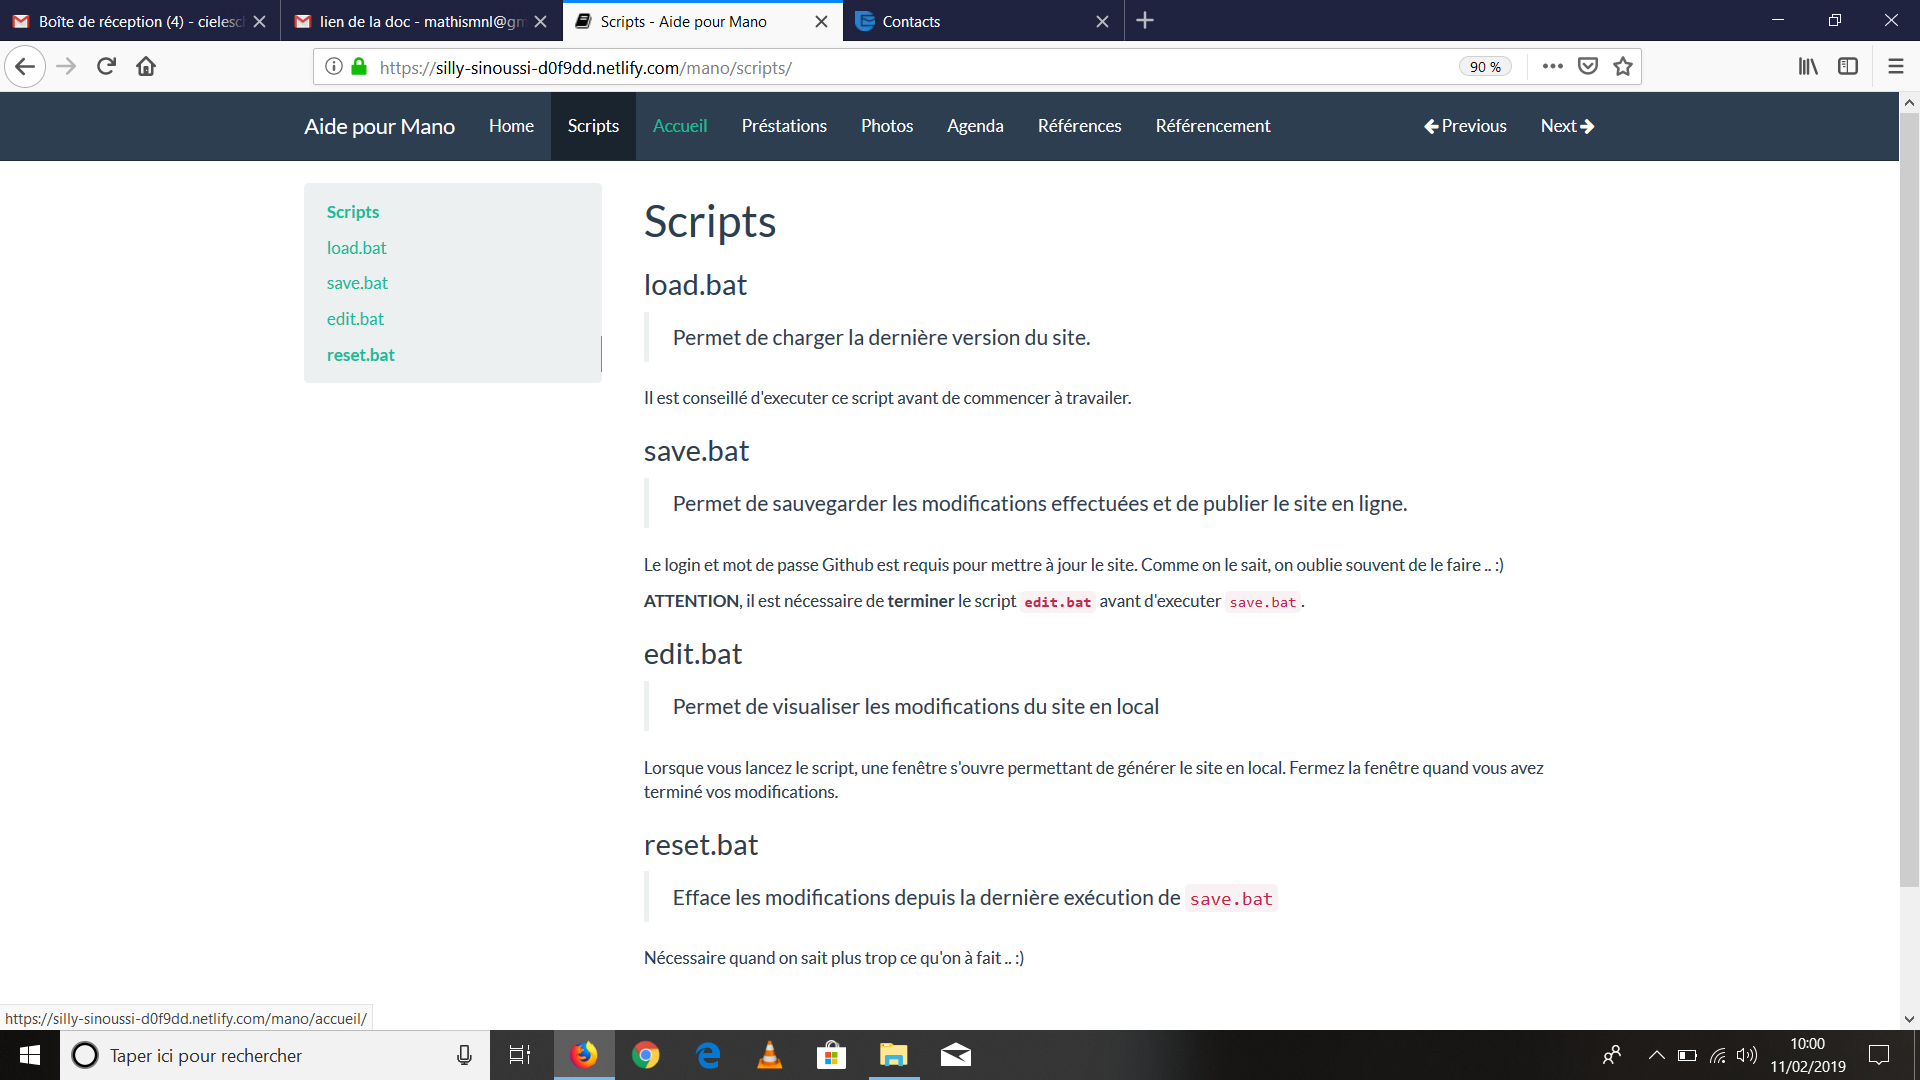 Boîte de réception (4) - cielesc
lien de la doc - mathismnl@gm
Scripts - Aide pour Mano
Contacts
https://silly-sinoussi-d0f9dd.netlify.com/mano/scripts/
90 %
Aide pour Mano
Home
Scripts
Accueil
Préstations
Photos
Agenda
Références
Référencement
Previous
Next
Scripts
load.bat
save.bat
edit.bat
reset.bat
Scripts
load.bat
Permet de charger la dernière version du site.
Il est conseillé d'executer ce script avant de commencer à travailer.
save.bat
Permet de sauvegarder les modifications effectuées et de publier le site en ligne.
Le login et mot de passe Github est requis pour mettre à jour le site. Comme on le sait, on oublie souvent de le faire .. :)
ATTENTION, il est nécessaire de terminer le script edit.bat avant d'executer save.bat.
edit.bat
Permet de visualiser les modifications du site en local
Lorsque vous lancez le script, une fenêtre s'ouvre permettant de générer le site en local. Fermez la fenêtre quand vous avez
terminé vos modifications.
reset.bat
Efface les modifications depuis la dernière exécution de save.bat
Nécessaire quand on sait plus trop ce qu'on à fait .. :)
https://silly-sinoussi-d0f9dd.netlify.com/mano/accueil/
Taper ici pour rechercher
10:00
11/02/2019